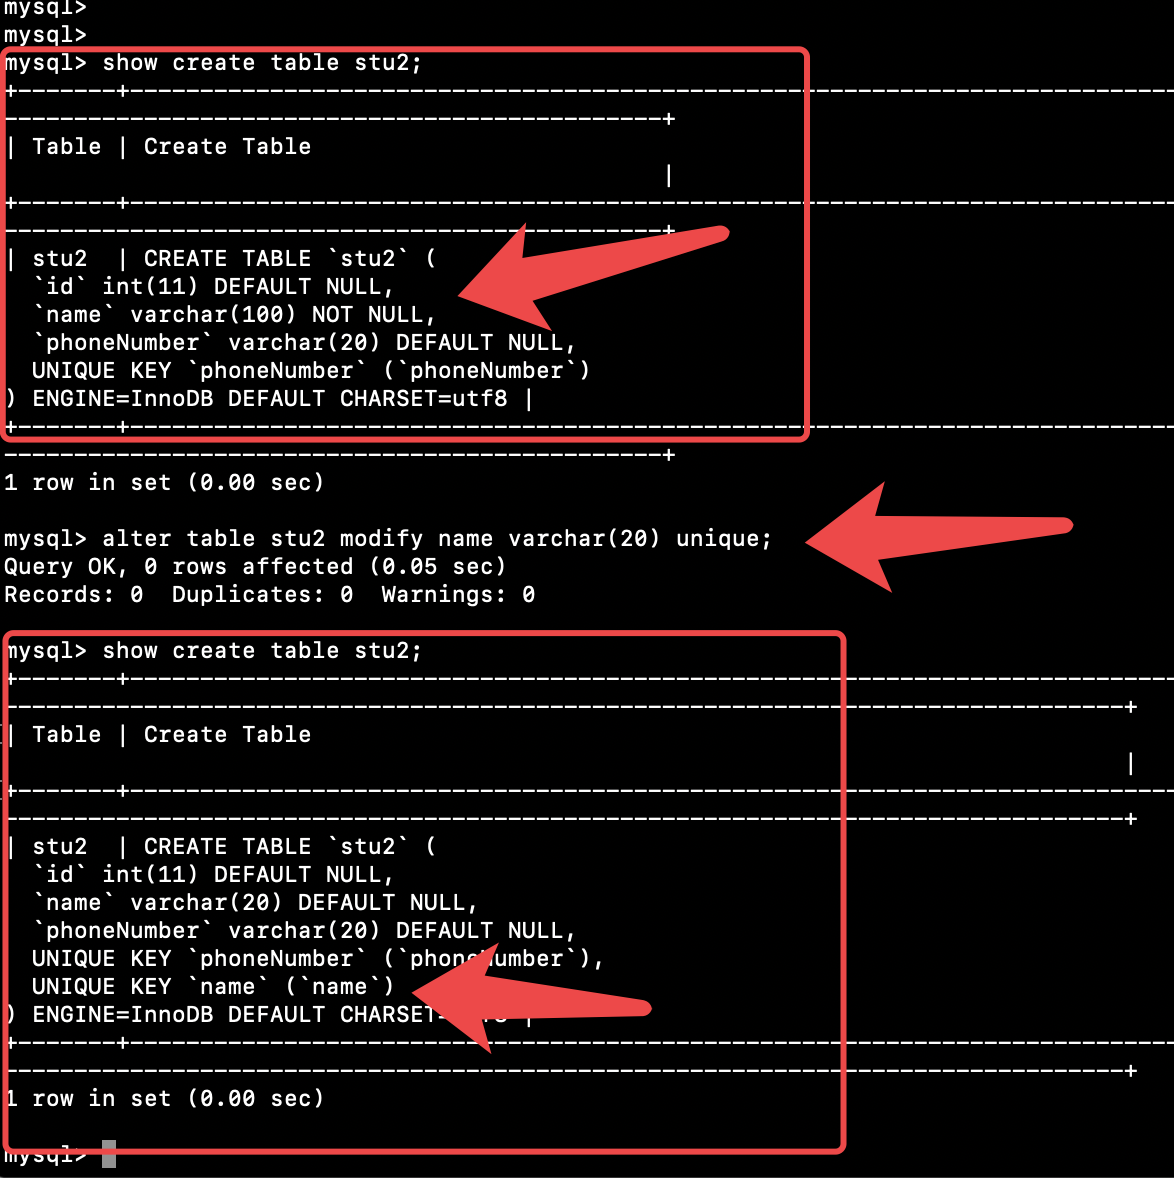 mysql>
mysql>
mysql> show create table stu2;
+-------+--------------------------------------------------------------------------
-----------------------------------------------+
| Table | Create Table
|
+-------+--------------------------------------------------------------------------
-----------------------------------------------+
| stu2  | CREATE TABLE `stu2` (
  `id` int(11) DEFAULT NULL,
  `name` varchar(100) NOT NULL,
  `phoneNumber` varchar(20) DEFAULT NULL,
  UNIQUE KEY `phoneNumber` (`phoneNumber`)
) ENGINE=InnoDB DEFAULT CHARSET=utf8 |
+-------+--------------------------------------------------------------------------
-----------------------------------------------+
1 row in set (0.00 sec)
mysql> alter table stu2 modify name varchar(20) unique;
Query OK, 0 rows affected (0.05 sec)
Records: 0  Duplicates: 0  Warnings: 0
mysql> show create table stu2;
+-------+--------------------------------------------------------------------------
--------------------------------------------------------------------------------+
| Table | Create Table
|
+-------+--------------------------------------------------------------------------
--------------------------------------------------------------------------------+
| stu2  | CREATE TABLE `stu2` (
  `id` int(11) DEFAULT NULL,
  `name` varchar(20) DEFAULT NULL,
  `phoneNumber` varchar(20) DEFAULT NULL,
  UNIQUE KEY `phoneNumber` (`phoneNumber`),
  UNIQUE KEY `name` (`name`)
) ENGINE=InnoDB DEFAULT |
+-------+--------------------------------------------------------------------------
--------------------------------------------------------------------------------+
1 row in set (0.00 sec)
mysql>